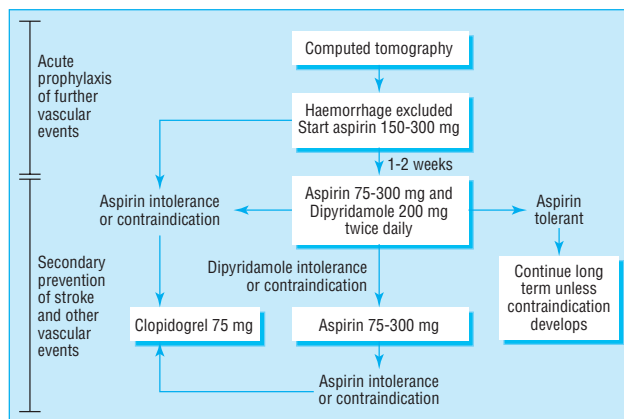 Computed tomography
Acute
prophylaxis
of further
vascular
events
Haemorrhage excluded
Start aspirin 150-300 mg
1-2 weeks
Aspirin intolerance
or contraindication
Aspirin 75-300 mg and
Dipyridamole 200 mg
twice daily
Aspirin
tolerant
Secondary
prevention
of stroke
and other
vascular
events
Dipyridamole intolerance
or contraindication
Continue long
term unless
contraindication
develops
Clopidogrel 75 mg
Aspirin 75-300 mg
Aspirin intolerance
or contraindication